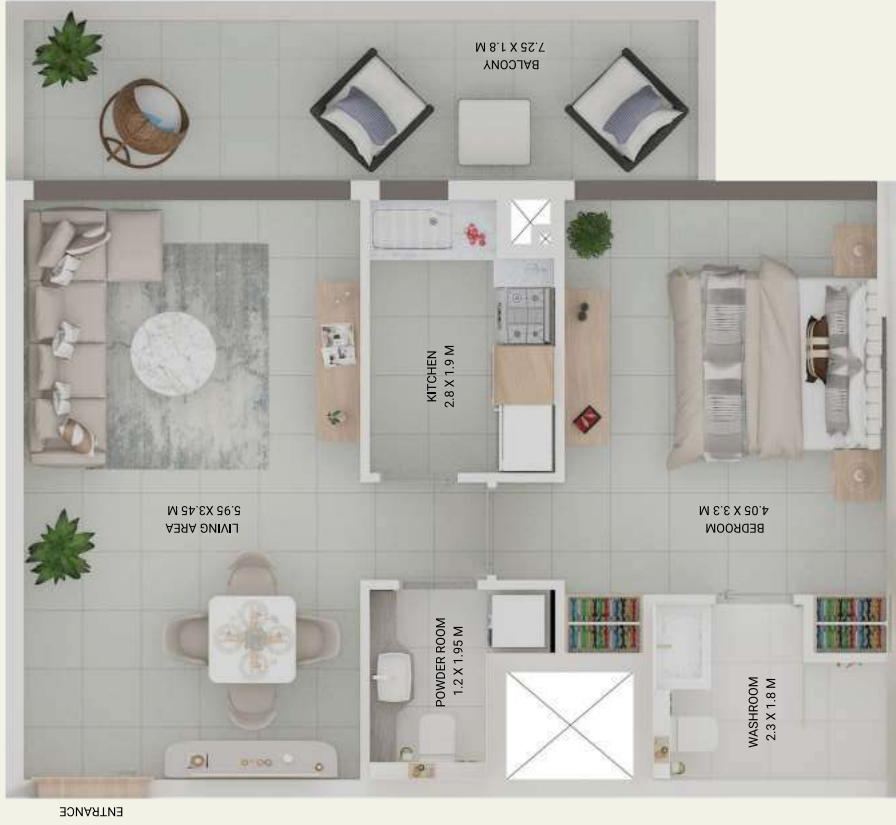 BALCONY
7.25 X 1.8 M
KITCHEN
2.8 X 1.9 M
LIVING AREA
5.95 X3.45 M
BEDROOM
4.05 X 3.3 M
POWDER ROOM
1.2 X 1.95 M
WASHROOM
2.3 X 1.8 M
ENTRANCE